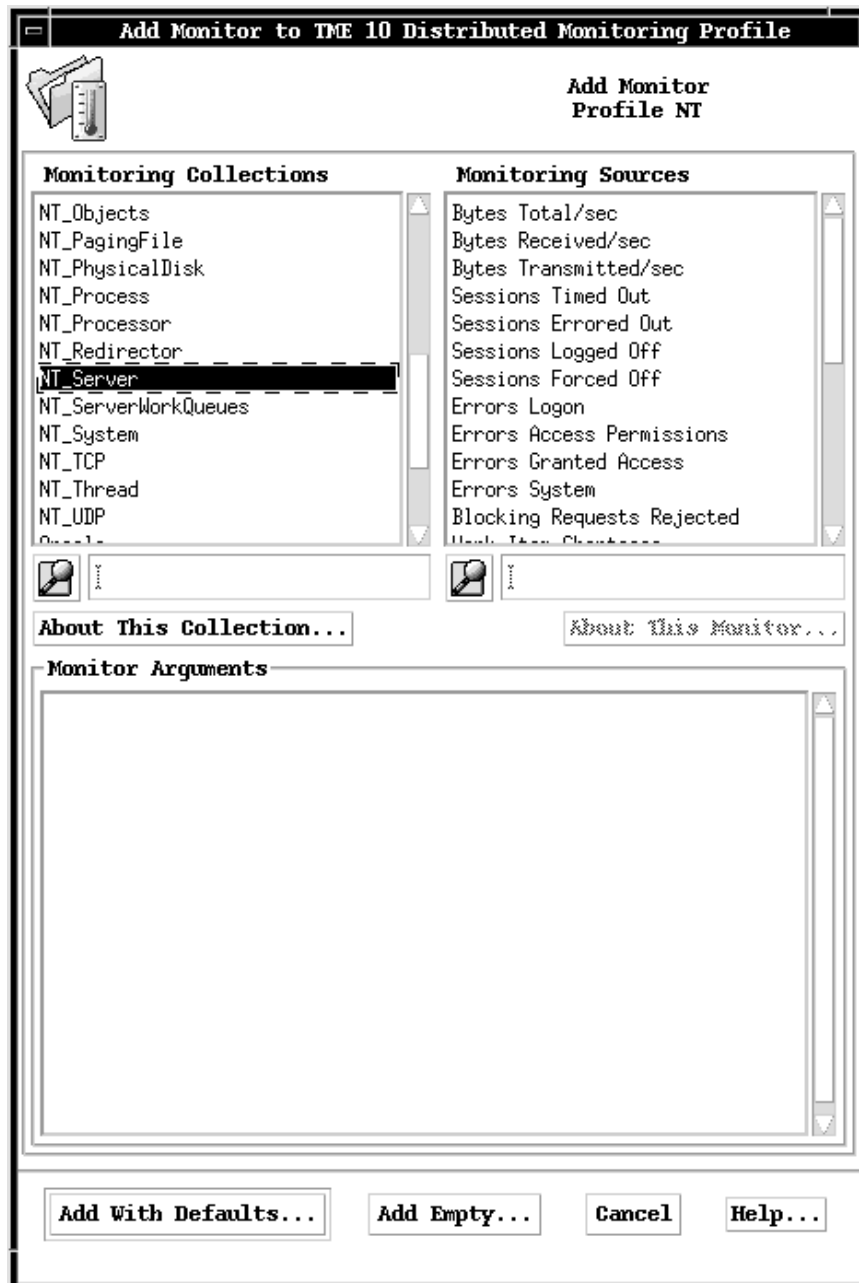 Add Monitor to TME 10 Distributed Monitoring Profile
Add Monitor
Profile NT
Monitoring Collections
NT_Objects
NT_PagingFile
NT_PhysicalDisk
NT_Process
NT_Processor
NT_Redirector
NT_Server
NT_ServerWorkQueues
NT_System
NT_TCP
NT_Thread
NT_UDP
Monitoring Sources
Bytes Total/sec
Bytes Received/sec
Bytes Transmitted/sec
Sessions Timed Out
Sessions Errored Out
Sessions Logged Off
Sessions Forced Off
Errors Logon
Errors Access Permissions
Errors Granted Access
Errors System
Blocking Requests Rejected
About This Collection...
About This Monitor...
Monitor Arguments
Add With Defaults...
Add Empty...
Cancel
Help...